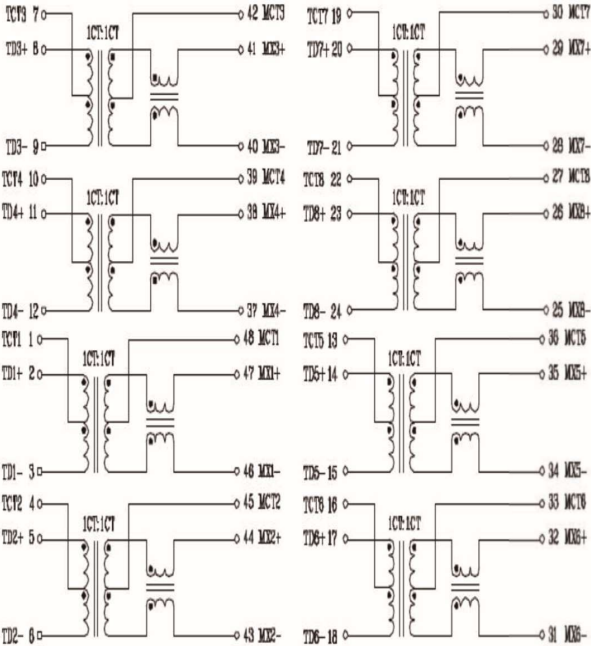 TCT3 7 42 MCT3
1CT:1CT
TD3+ 8 41 MX3+
TD3- 9 40 MX3-
TCT4 10 39 MCT4
1CT:1CT
TD4+ 11 38 MX4+
TD4- 12 37 MX4-
TCT1 1 48 MCT1
1CT:1CT
TD1+ 2 47 MX1+
TD1- 3 46 MX1-
TCT2 4 45 MCT2
1CT:1CT
TD2+ 5 44 MX2+
TD2- 6 43 MX2-
TCT7 19 30 MCT7
1CT:1CT
TD7+ 20 29 MX7+
TD7- 21 28 MX7-
TCT8 22 27 MCT8
1CT:1CT
TD8+ 23 26 MX8+
TD8- 24 25 MX8-
TCT5 13 36 MCT5
1CT:1CT
TD5+ 14 35 MX5+
TD5- 15 34 MX5-
TCT6 16 33 MCT6
1CT:1CT
TD6+ 17 32 MX6+
TD6- 18 31 MX6-